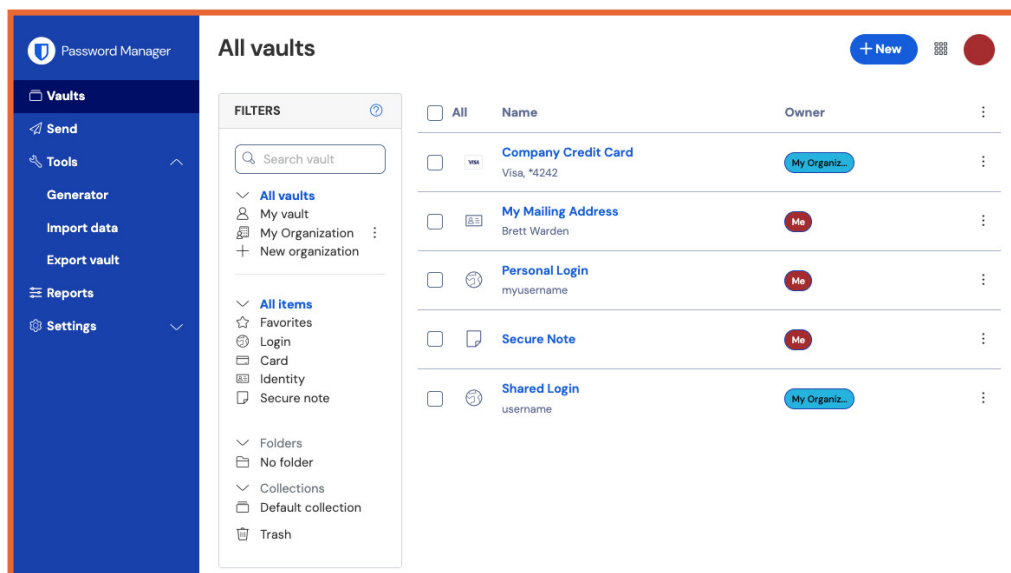 Password Manager
Vaults
Send
Tools
Generator
Import data
Export vault
Reports
Settings
All vaults
New
FILTERS
Search vault
All vaults
My vault
My Organization
New organization
All items
Favorites
Login
Card
Identity
Secure note
Folders
No folder
Collections
Default collection
Trash
All Name Owner
VISA Company Credit Card My Organiz...
Visa, *4242
My Mailing Address Me
Brett Warden
Personal Login Me
myusername
Secure Note Me
Shared Login My Organiz...
username